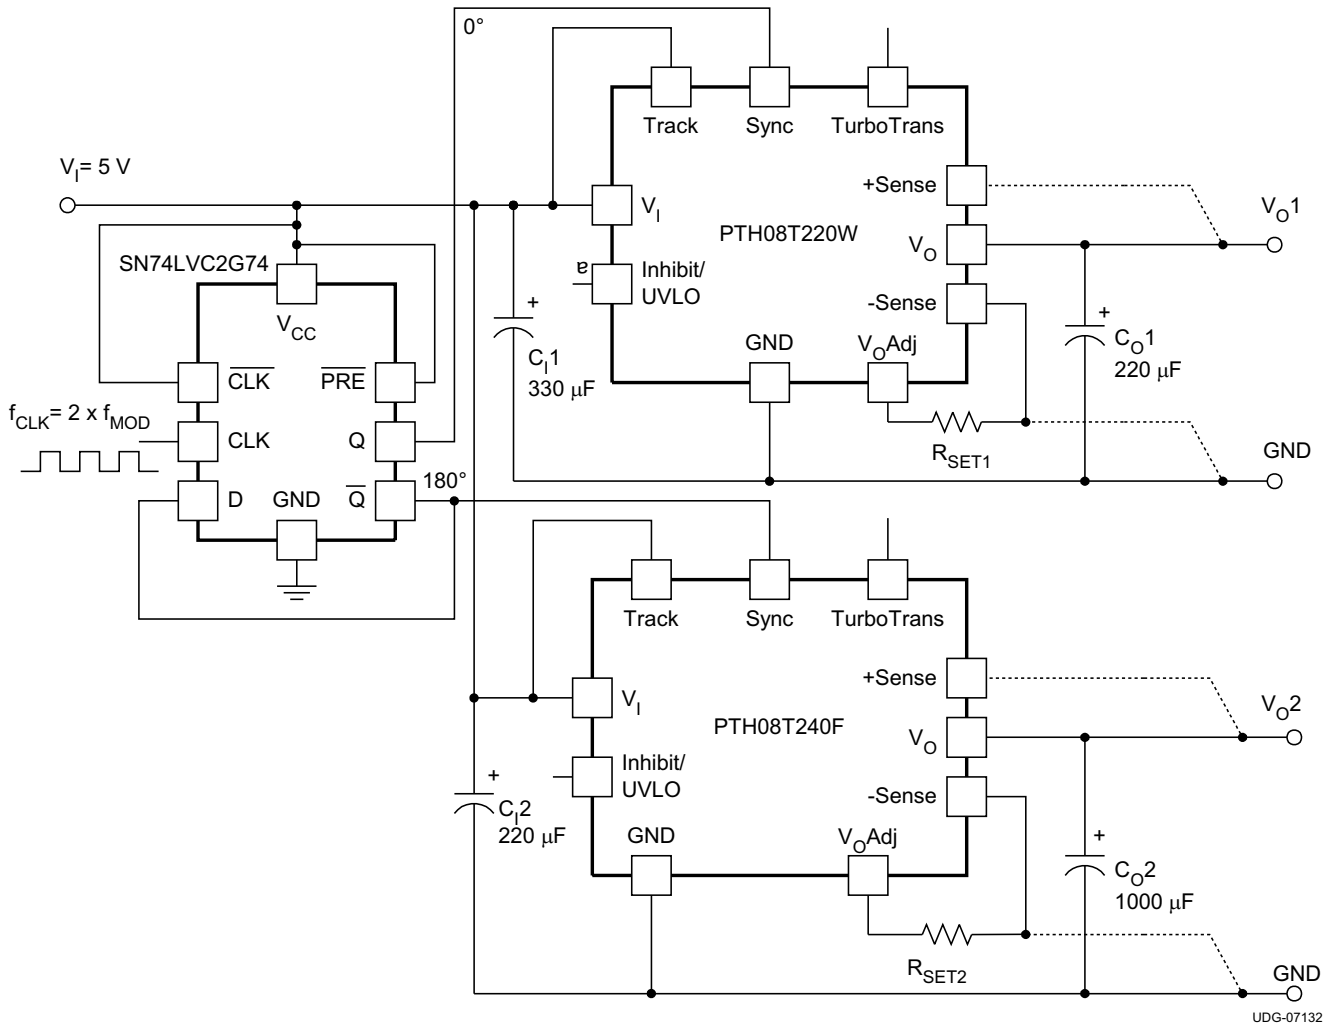 0°
Track
Sync
TurboTrans
V_I= 5 V
+Sense
V_O1
V_I
PTH08T220W
V_O
SN74LVC2G74
a
Inhibit/
UVLO
-Sense
+
V_CC
GND
V_OAdj
+
C_I1
330 μF
C_O1
220 μF
C̅L̅K̅
P̅R̅E̅
f_CLK= 2 x f_MOD
CLK
Q
R_SET1
GND
180°
D
GND
Q̅
Track
Sync
TurboTrans
+Sense
V_O2
V_I
PTH08T240F
V_O
Inhibit/
UVLO
-Sense
+
C_I2
220 μF
GND
V_OAdj
+
C_O2
1000 μF
R_SET2
GND
UDG-07132